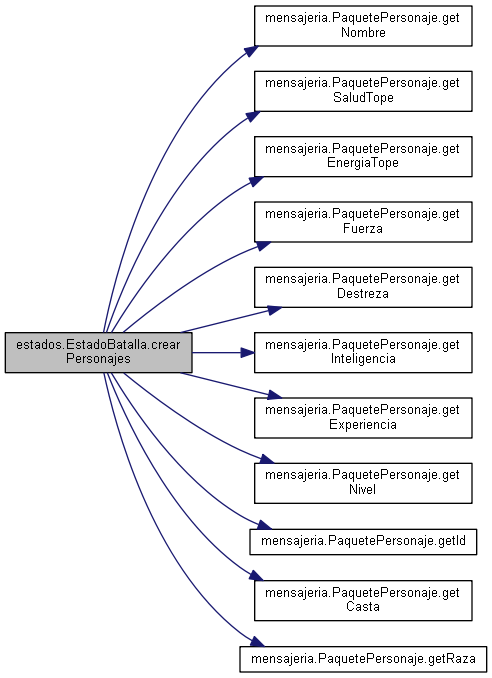 mensajeria.PaquetePersonaje.get
Nombre
mensajeria.PaquetePersonaje.get
SaludTope
mensajeria.PaquetePersonaje.get
EnergiaTope
mensajeria.PaquetePersonaje.get
Fuerza
mensajeria.PaquetePersonaje.get
Destreza
estados.EstadoBatalla.crear
Personajes
mensajeria.PaquetePersonaje.get
Inteligencia
mensajeria.PaquetePersonaje.get
Experiencia
mensajeria.PaquetePersonaje.get
Nivel
mensajeria.PaquetePersonaje.getId
mensajeria.PaquetePersonaje.get
Casta
mensajeria.PaquetePersonaje.getRaza